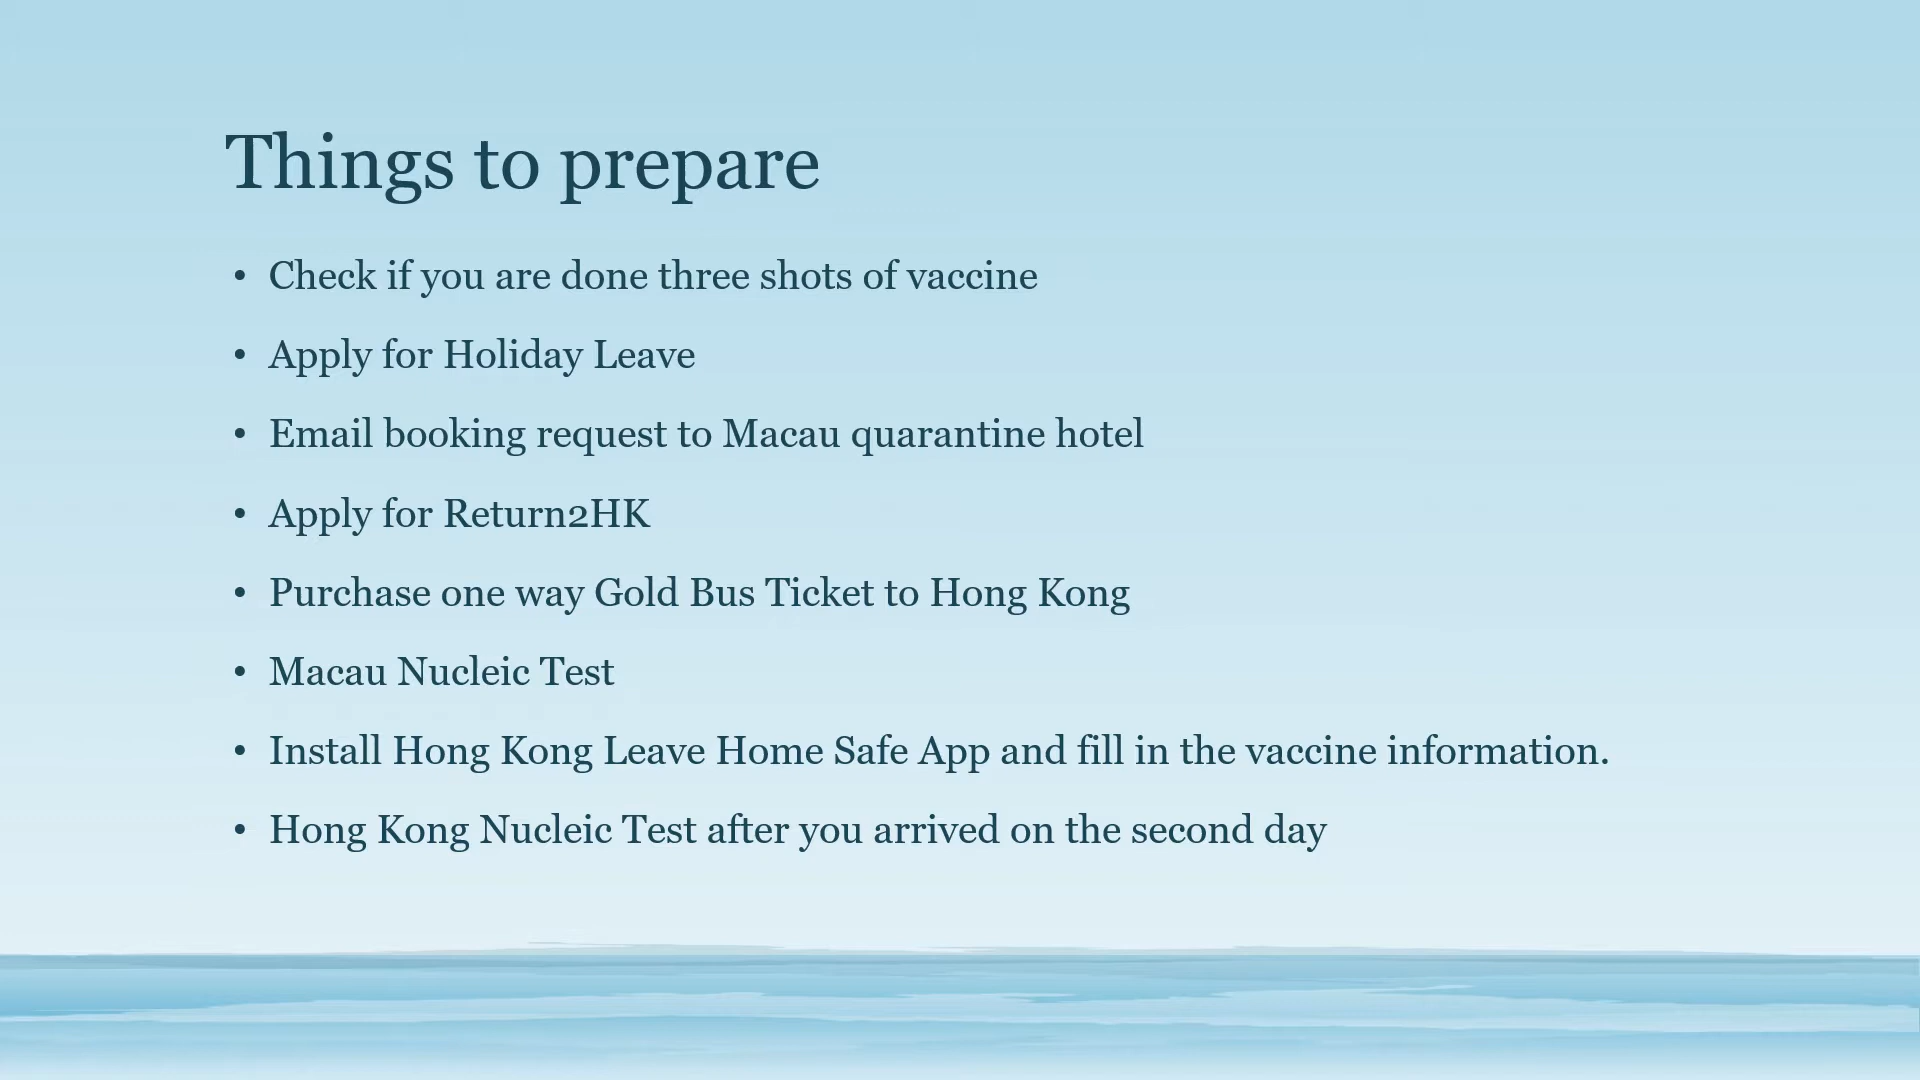 Things to prepare
• Check if you are done three shots of vaccine
• Apply for Holiday Leave
• Email booking request to Macau quarantine hotel
• Apply for Return2HK
• Purchase one way Gold Bus Ticket to Hong Kong
• Macau Nucleic Test
• Install Hong Kong Leave Home Safe App and fill in the vaccine information.
• Hong Kong Nucleic Test after you arrived on the second day